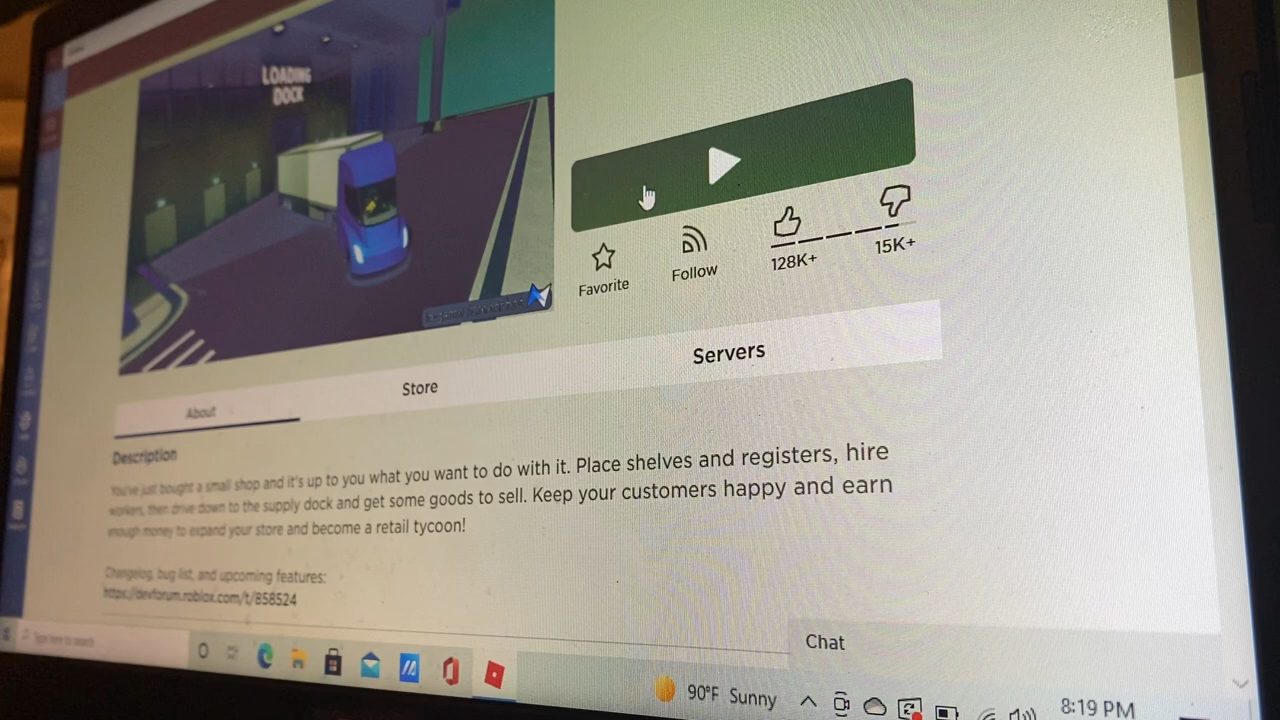 LOADING
DOCK
Favorite
Follow
128K+
15K+
About
Store
Servers
Description
You've just bought a small shop and it's up to you what you want to do with it. Place shelves and registers, hire
workers, then drive down to the supply dock and get some goods to sell. Keep your customers happy and earn
enough money to expand your store and become a retail tycoon!
Changelog, bug list, and upcoming features:
https://devforum.roblox.com/t/858524
Chat
Type here to search
90°F Sunny
8:19 PM